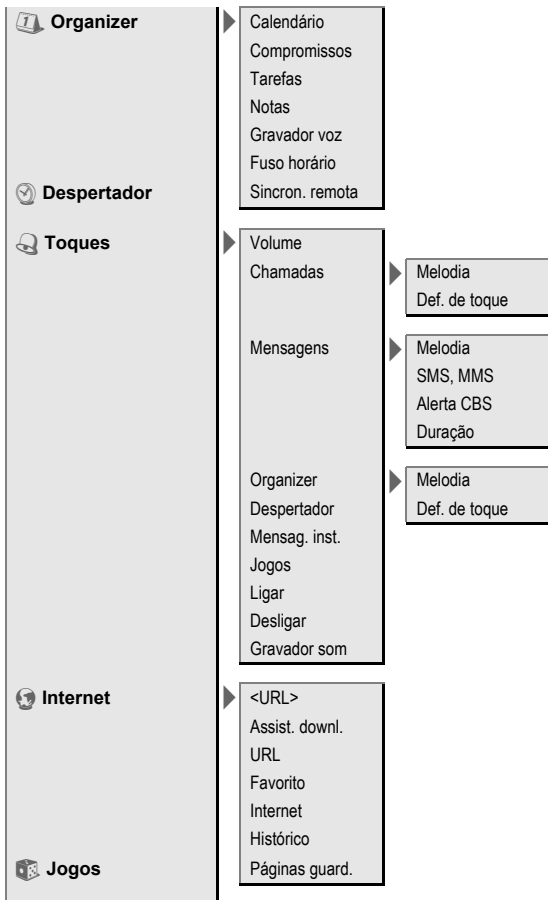 Organizer
Calendário
Compromissos
Tarefas
Notas
Gravador voz
Fuso horário
Sincron. remota
Despertador
Toques
Volume
Chamadas
Melodia
Def. de toque
Mensagens
Melodia
SMS, MMS
Alerta CBS
Duração
Organizer
Melodia
Def. de toque
Despertador
Mensag. inst.
Jogos
Ligar
Desligar
Gravador som
Internet
<URL>
Assist. downl.
URL
Favorito
Internet
Histórico
Páginas guard.
Jogos